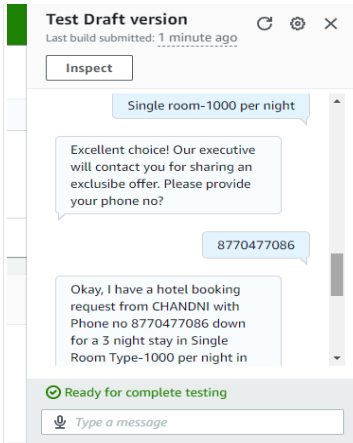 Test Draft version
Last build submitted: 1 minute ago
Inspect
Single room-1000 per night
Excellent choice! Our executive
will contact you for sharing an
exclusibe offer. Please provide
your phone no?
8770477086
Okay, I have a hotel booking
request from CHANDNI with
Phone no 8770477086 down
for a 3 night stay in Single
Room Type-1000 per night in
Ready for complete testing
Type a message